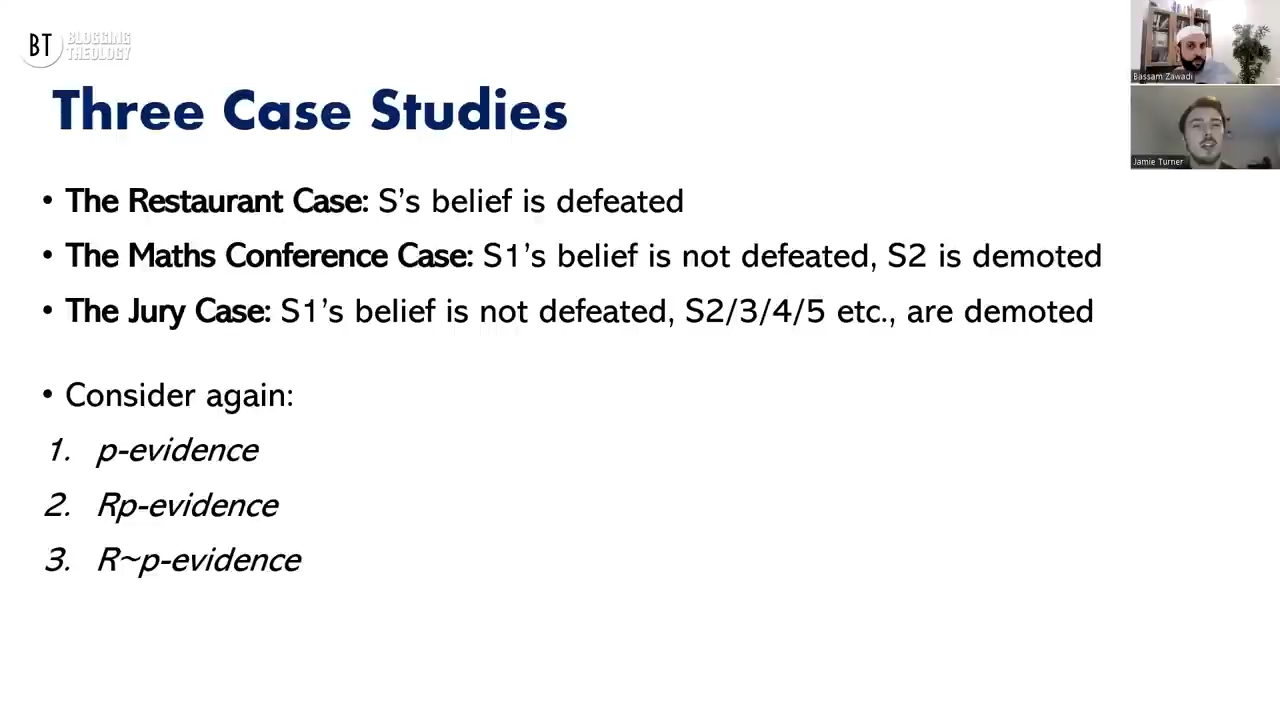 BT BLOGGING
THEOLOGY
Bassam Zawadi
Jamie Turner
Three Case Studies
• The Restaurant Case: S’s belief is defeated
• The Maths Conference Case: S1’s belief is not defeated, S2 is demoted
• The Jury Case: S1’s belief is not defeated, S2/3/4/5 etc., are demoted
• Consider again:
1. p-evidence
2. Rp-evidence
3. R~p-evidence